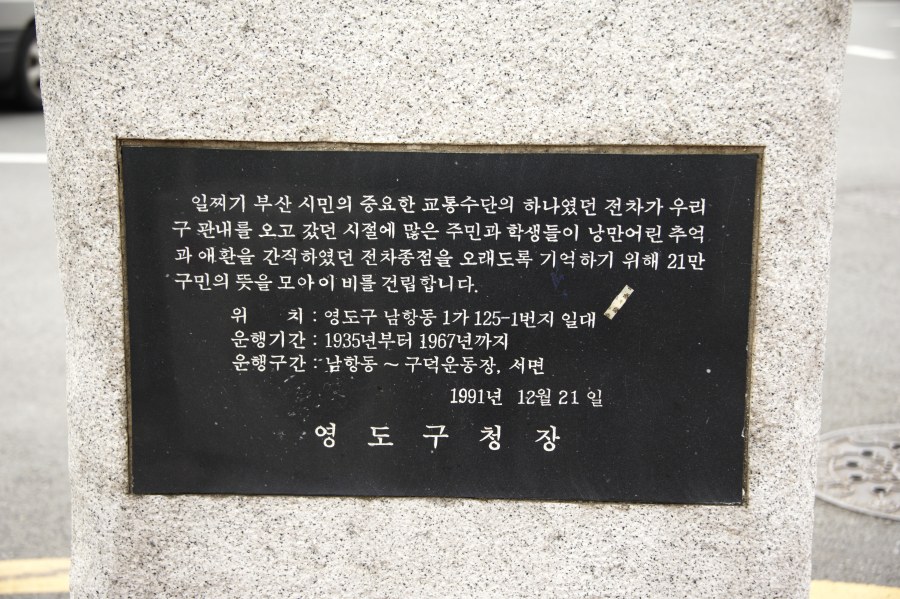 일찌기 부산 시민의 중요한 교통수단의 하나였던 전차가 우리
구 관내를 오고 갔던 시절에 많은 주민과 학생들이 낭만어린 추억
과 애환을 간직하였던 전차종점을 오래도록 기억하기 위해 21만
구민의 뜻을 모아 이 비를 건립합니다.
위 치 : 영도구 남항동 1가 125-1번지 일대
운행기간 : 1935년부터 1967년까지
운행구간 : 남항동 ~ 구덕운동장, 서면
1991년 12월 21일
영 도 구 청 장